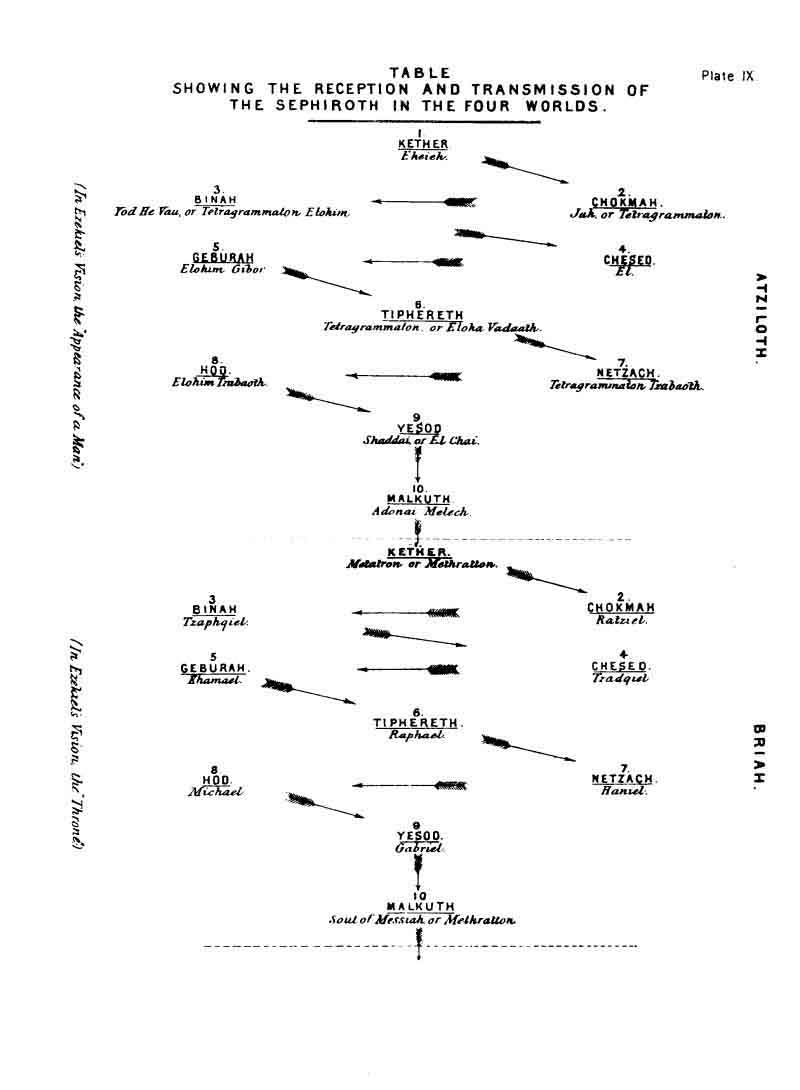 TABLE
SHOWING THE RECEPTION AND TRANSMISSION OF
THE SEPHIROTH IN THE FOUR WORLDS.
Plate IX
1
KETHER
Eheieh.
3.
BINAH
Yod He Vau, or Tetragrammaton Elohim
2.
CHOKMAH.
Jah, or Tetragrammaton.
5.
GEBURAH
Elohim Gibor
4.
CHESED.
El.
6.
TIPHERETH
Tetragrammaton. or Eloha Vadaath.
8.
HOD.
Elohim Tzabaoth.
7.
NETZACH.
Tetragrammaton Tzabaoth.
9
YESOD
Shaddai, or El Chai.
10.
MALKUTH
Adonai Melech.
(In Ezekiel's Vision, the "Appearance of a Man")
ATZILOTH.
KETHER.
Metatron or Methratton.
3
BINAH
Tzaphqiel.
2.
CHOKMAH
Ratziel.
5
GEBURAH.
Khamael.
4
CHESED.
Tzadqiel
6.
TIPHERETH.
Raphael.
8
HOD.
Michael
7.
NETZACH.
Haniel.
9
YESOD.
Gabriel.
10
MALKUTH
Soul of Messiah or Methratton.
(In Ezekiel's Vision, the "Throne")
BRIAH.